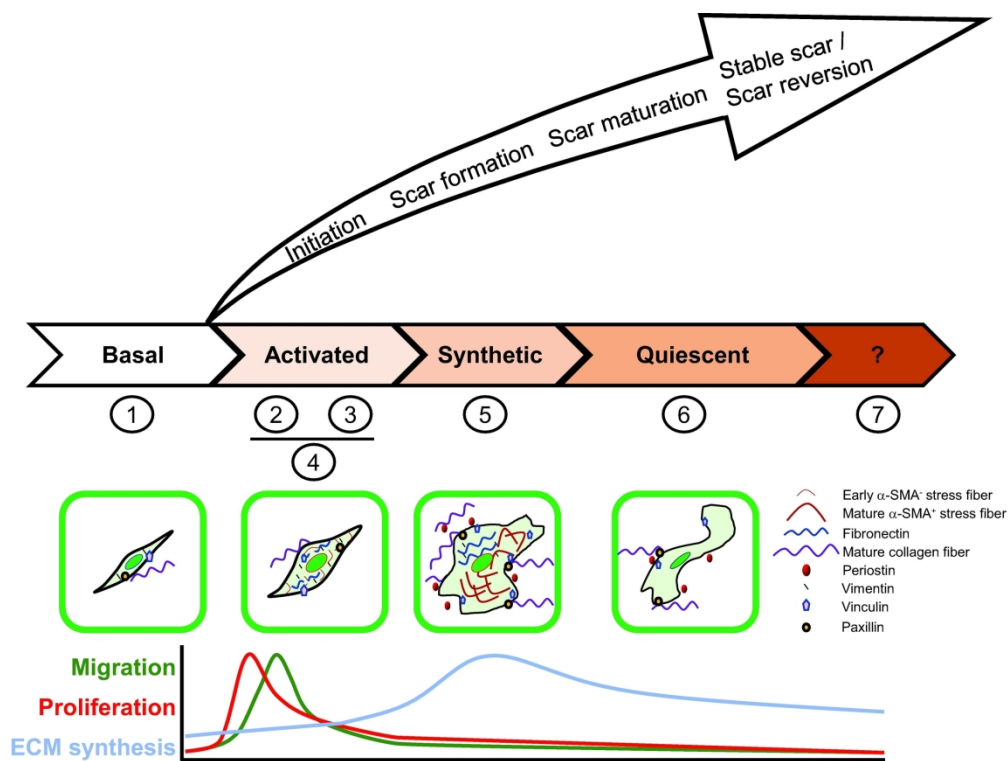 Initiation
Scar formation
Scar maturation
Stable scar /
Scar reversion
Basal
Activated
Synthetic
Quiescent
?
1
2
3
4
5
6
7
Early α-SMA⁻ stress fiber
Mature α-SMA⁺ stress fiber
Fibronectin
Mature collagen fiber
Periostin
Vimentin
Vinculin
Paxillin
Migration
Proliferation
ECM synthesis